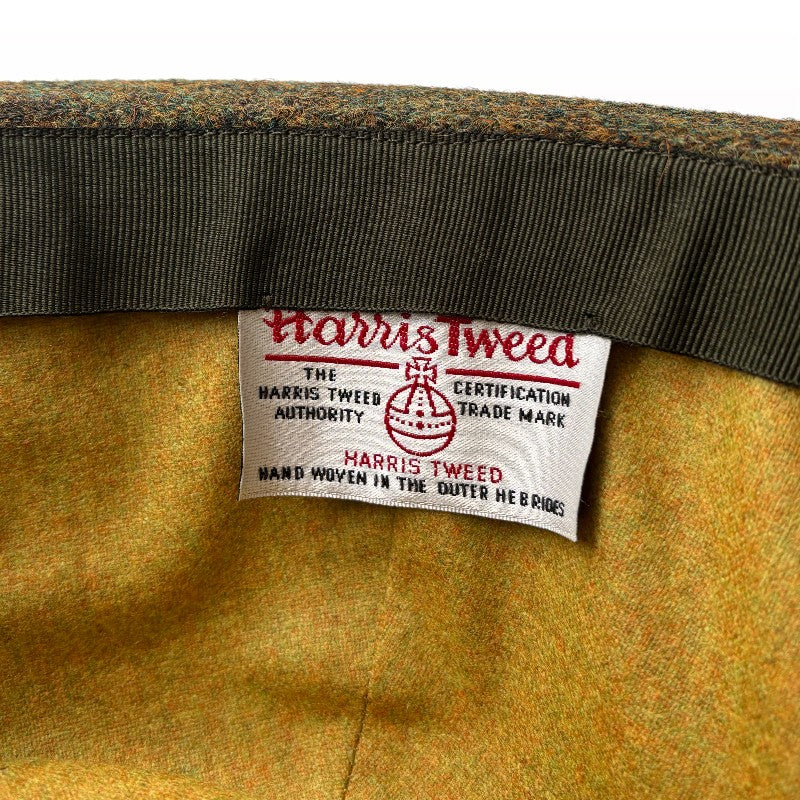 Harris Tweed
THE HARRIS TWEED AUTHORITY
CERTIFICATION TRADE MARK
HARRIS TWEED
HAND WOVEN IN THE OUTER HEBRIDES